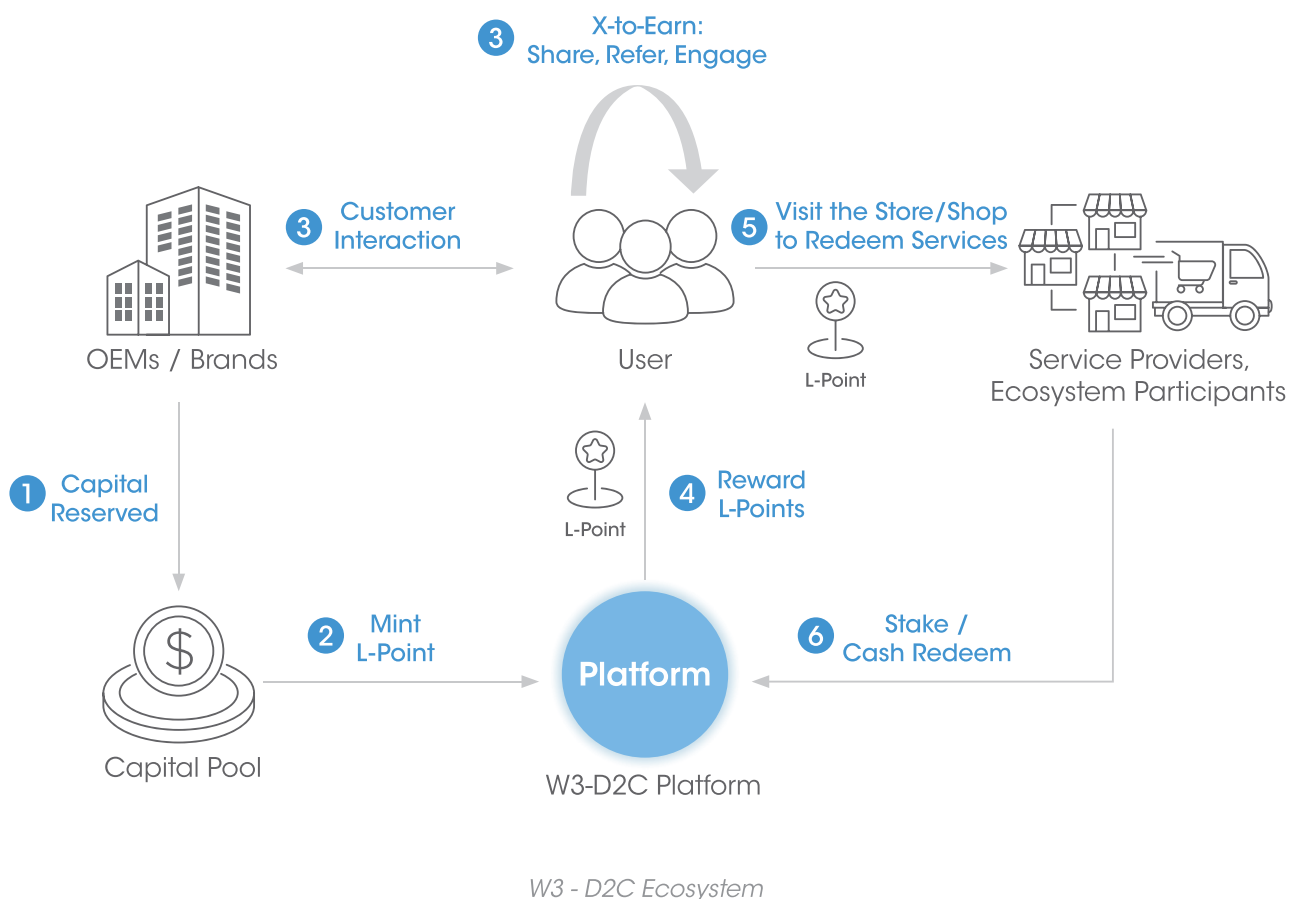 3
X-to-Earn:
Share, Refer, Engage
3
Customer
Interaction
5
Visit the Store/Shop
to Redeem Services
OEMs / Brands
User
L-Point
Service Providers,
Ecosystem Participants
1
Capital
Reserved
L-Point
4
Reward
L-Points
$
Capital Pool
2
Mint
L-Point
Platform
W3-D2C Platform
6
Stake /
Cash Redeem
W3 - D2C Ecosystem